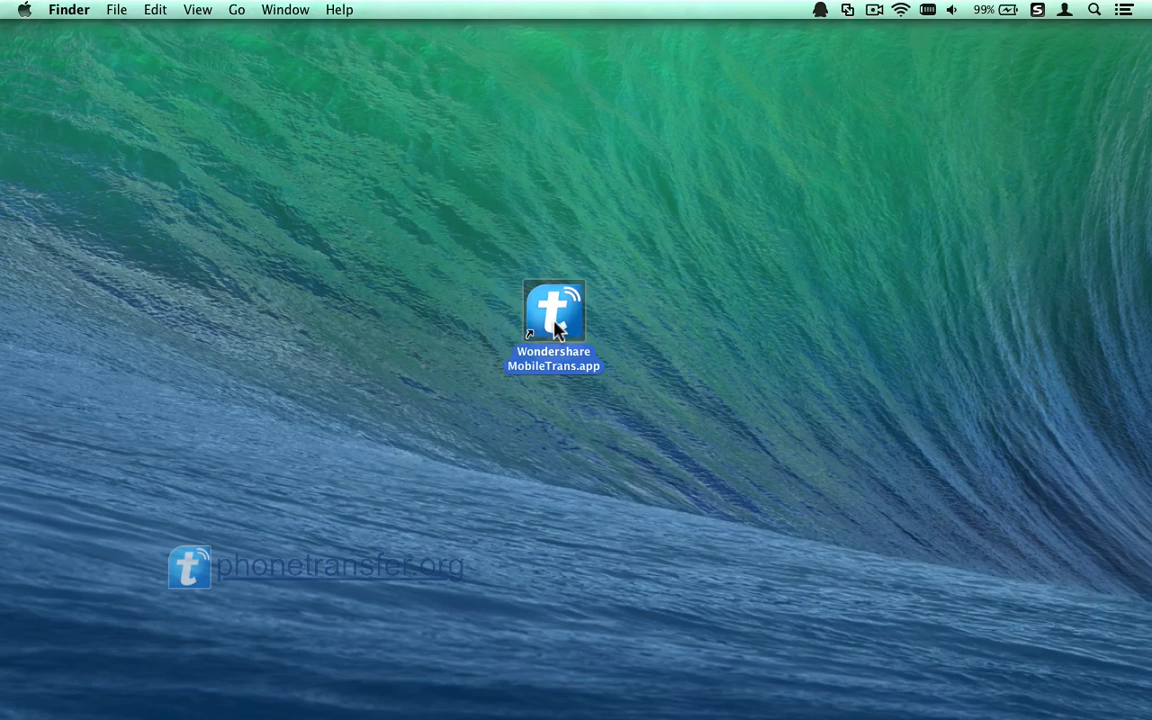 Finder File Edit View Go Window Help 99%
Wondershare
MobileTrans.app
phonetransfer.org